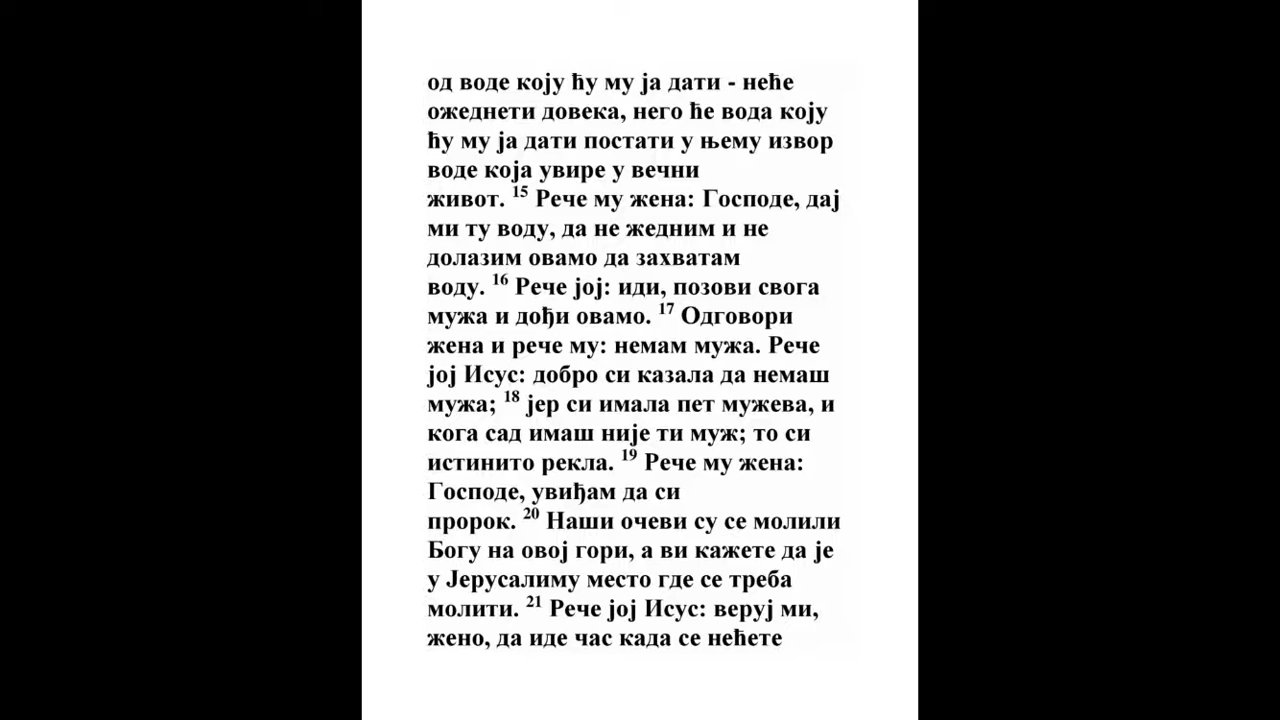 од воде коју ћу му ја дати - неће
ожеднети довека, него ће вода коју
ћу му ја дати постати у њему извор
воде која увире у вечни
живот. 15 Рече му жена: Господе, дај
ми ту воду, да не жедним и не
долазим овамо да захватам
воду. 16 Рече јој: иди, позови свога
мужа и дођи овамо. 17 Одговори
жена и рече му: немам мужа. Рече
јој Исус: добро си казала да немаш
мужа; 18 јер си имала пет мужева, и
кога сад имаш није ти муж; то си
истинито рекла. 19 Рече му жена:
Господе, увиђам да си
пророк. 20 Наши очеви су се молили
Богу на овој гори, а ви кажете да је
у Јерусалиму место где се треба
молити. 21 Рече јој Исус: веруј ми,
жено, да иде час када се нећете